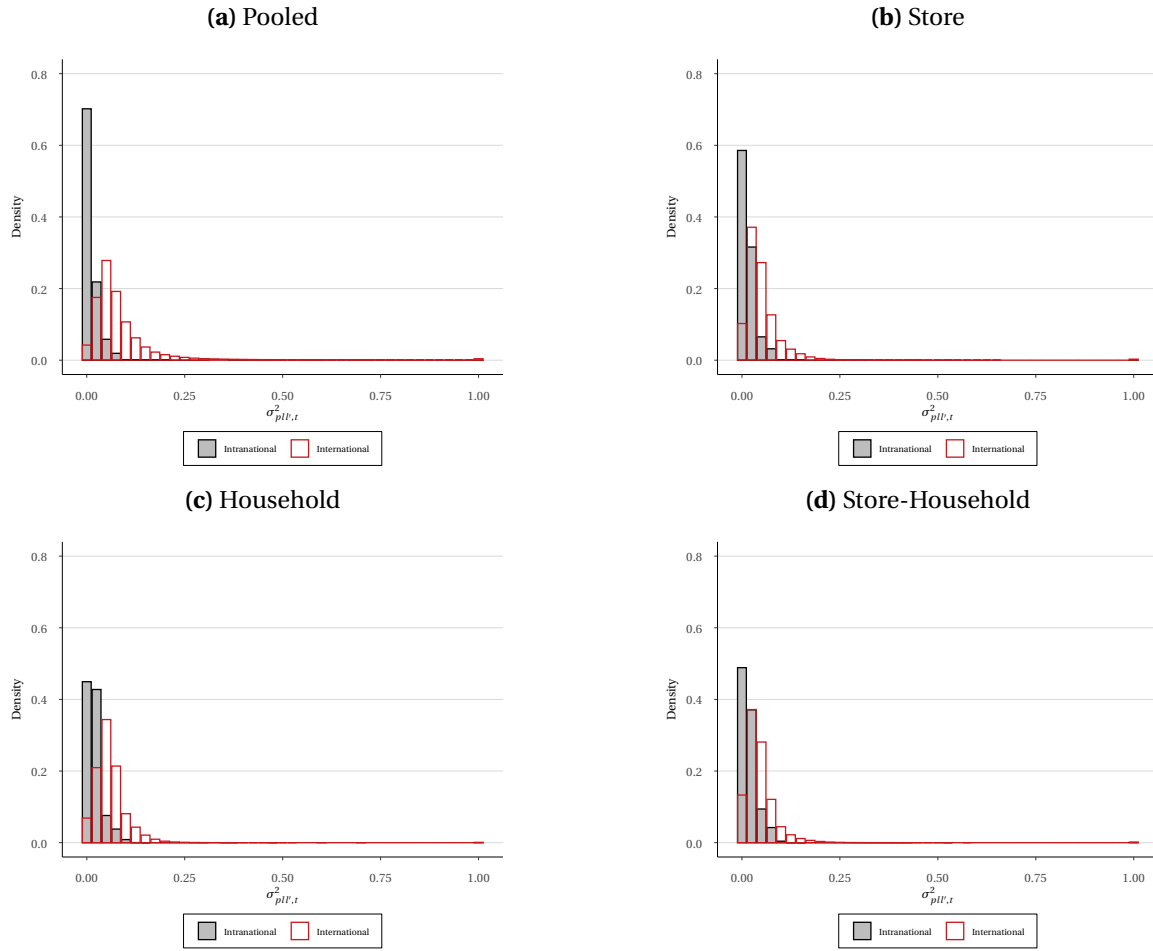 (a) Pooled
0.8
0.6
0.4
0.2
0.0
Density
0.00 0.25 0.50 0.75 1.00
σ²pll′,t
Intranational International
(b) Store
0.8
0.6
0.4
0.2
0.0
Density
0.00 0.25 0.50 0.75 1.00
σ²pll′,t
Intranational International
(c) Household
0.8
0.6
0.4
0.2
0.0
Density
0.00 0.25 0.50 0.75 1.00
σ²pll′,t
Intranational International
(d) Store-Household
0.8
0.6
0.4
0.2
0.0
Density
0.00 0.25 0.50 0.75 1.00
σ²pll′,t
Intranational International